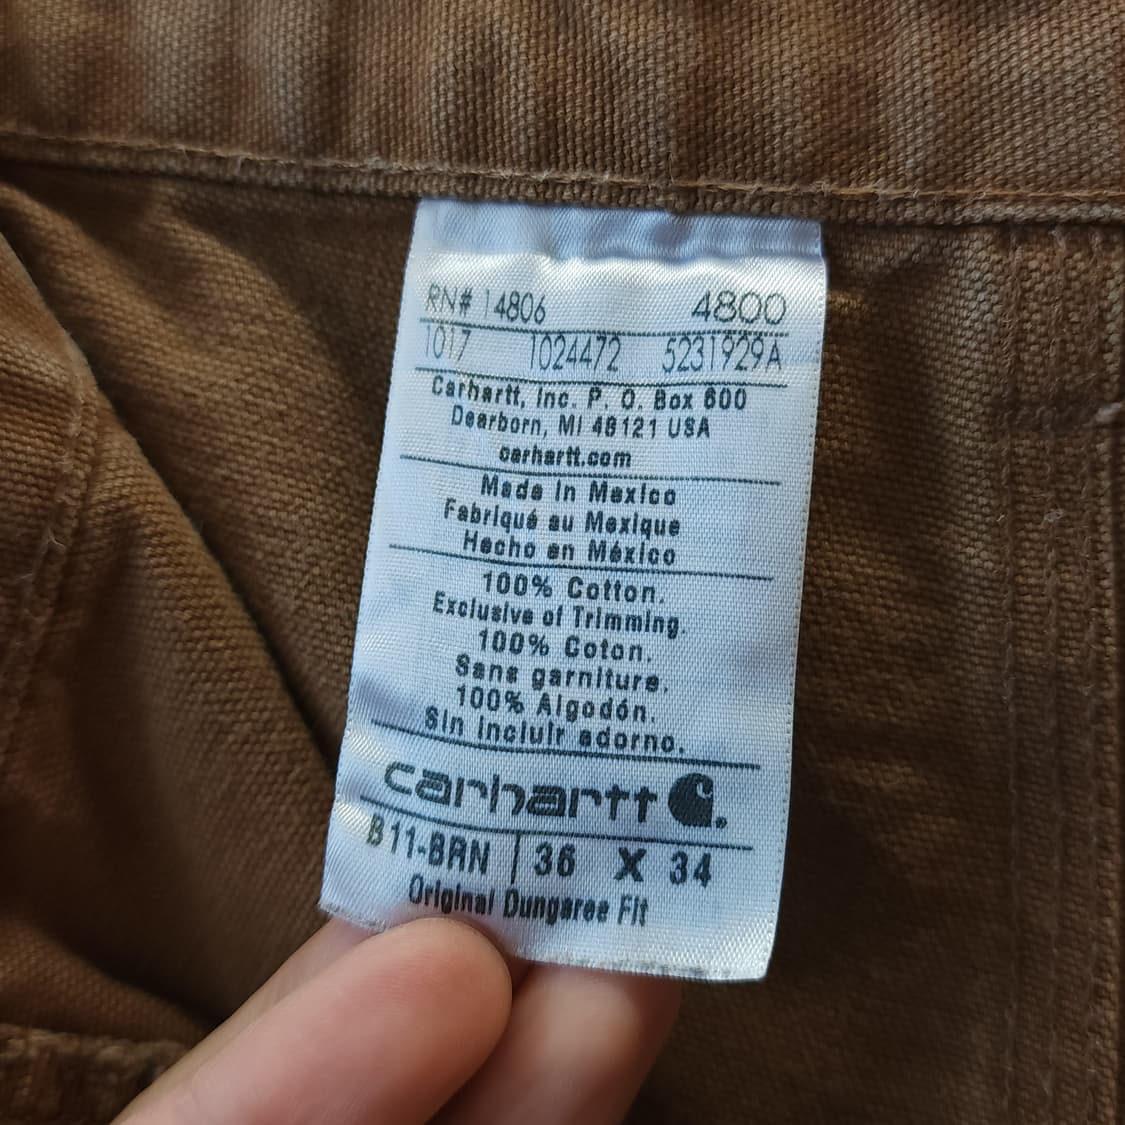 RN# 14806 4800
1017 1024472 5231929A
Carhartt, Inc. P. O. Box 600
Dearborn, MI 48121 USA
carhartt.com
Made in Mexico
Fabriqué au Mexique
Hecho en México
100% Cotton.
Exclusive of Trimming.
100% Coton.
Sans garniture.
100% Algodón.
Sin incluir adorno.
carhartt
B11-BRN 36 X 34
Original Dungaree Fit